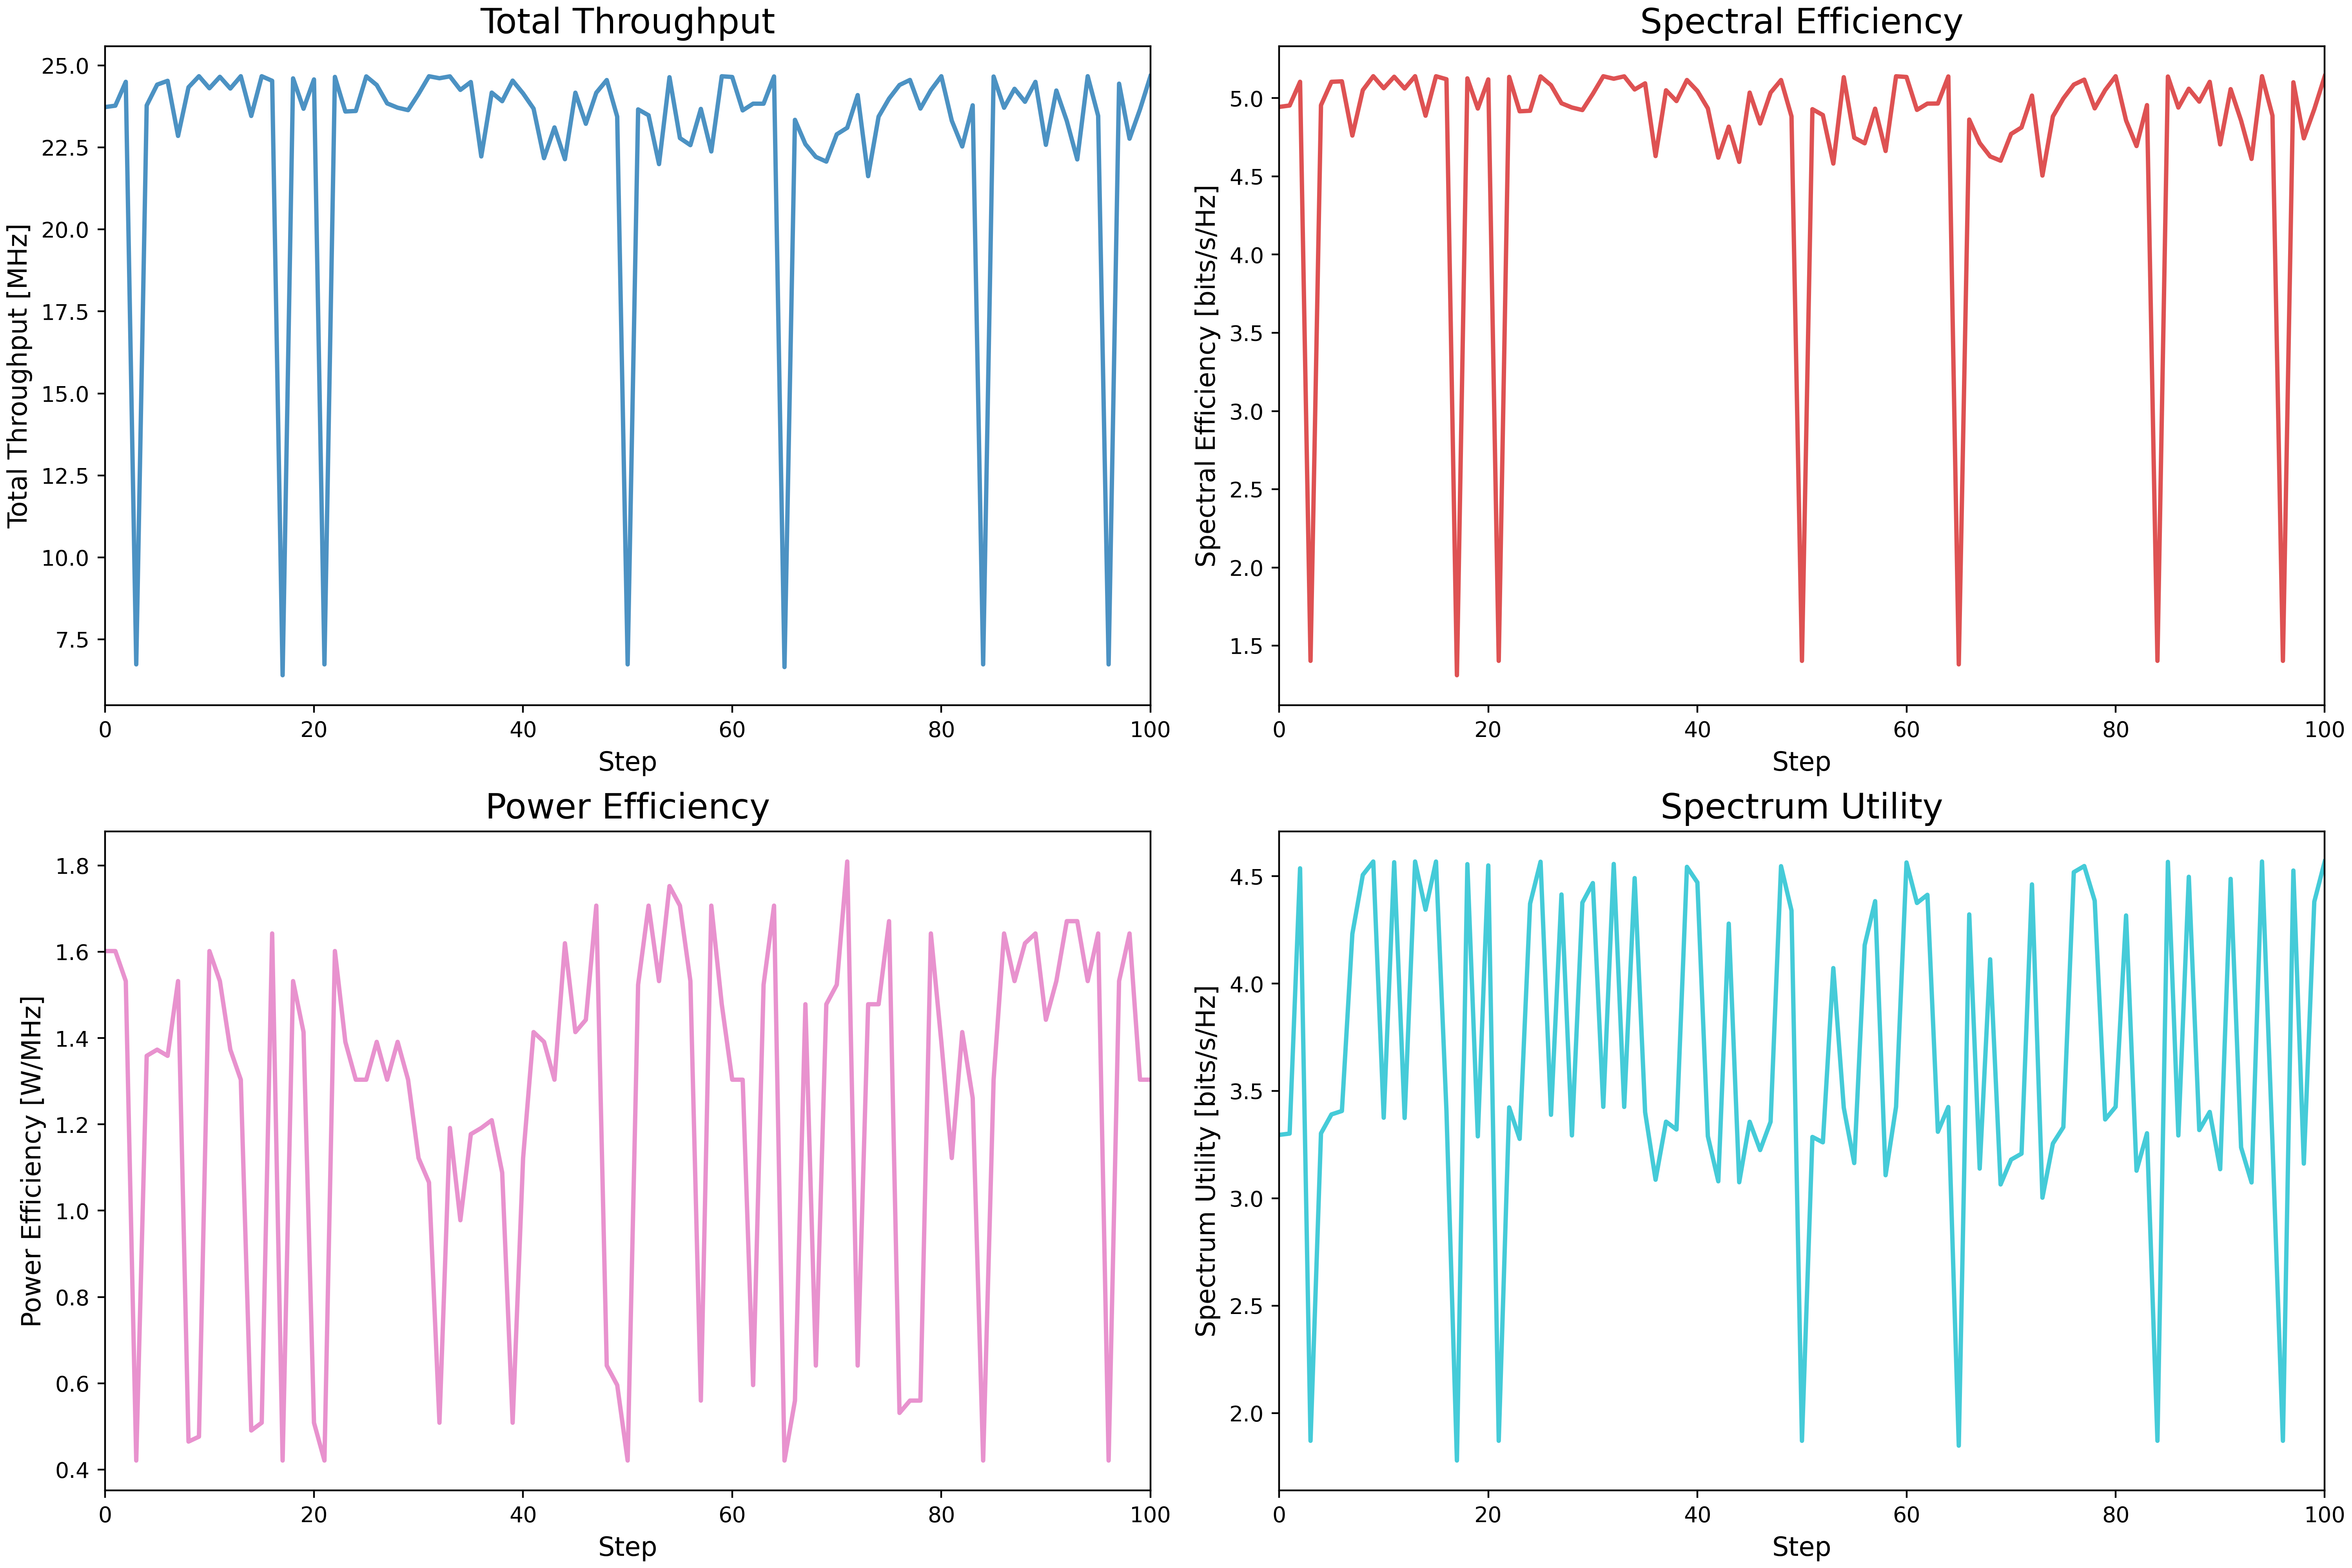 Total Throughput
Total Throughput [MHz]
25.0
22.5
20.0
17.5
15.0
12.5
10.0
7.5
0 20 40 60 80 100
Step
Spectral Efficiency
Spectral Efficiency [bits/s/Hz]
5.0
4.5
4.0
3.5
3.0
2.5
2.0
1.5
0 20 40 60 80 100
Step
Power Efficiency
Power Efficiency [W/MHz]
1.8
1.6
1.4
1.2
1.0
0.8
0.6
0.4
0 20 40 60 80 100
Step
Spectrum Utility
Spectrum Utility [bits/s/Hz]
4.5
4.0
3.5
3.0
2.5
2.0
0 20 40 60 80 100
Step